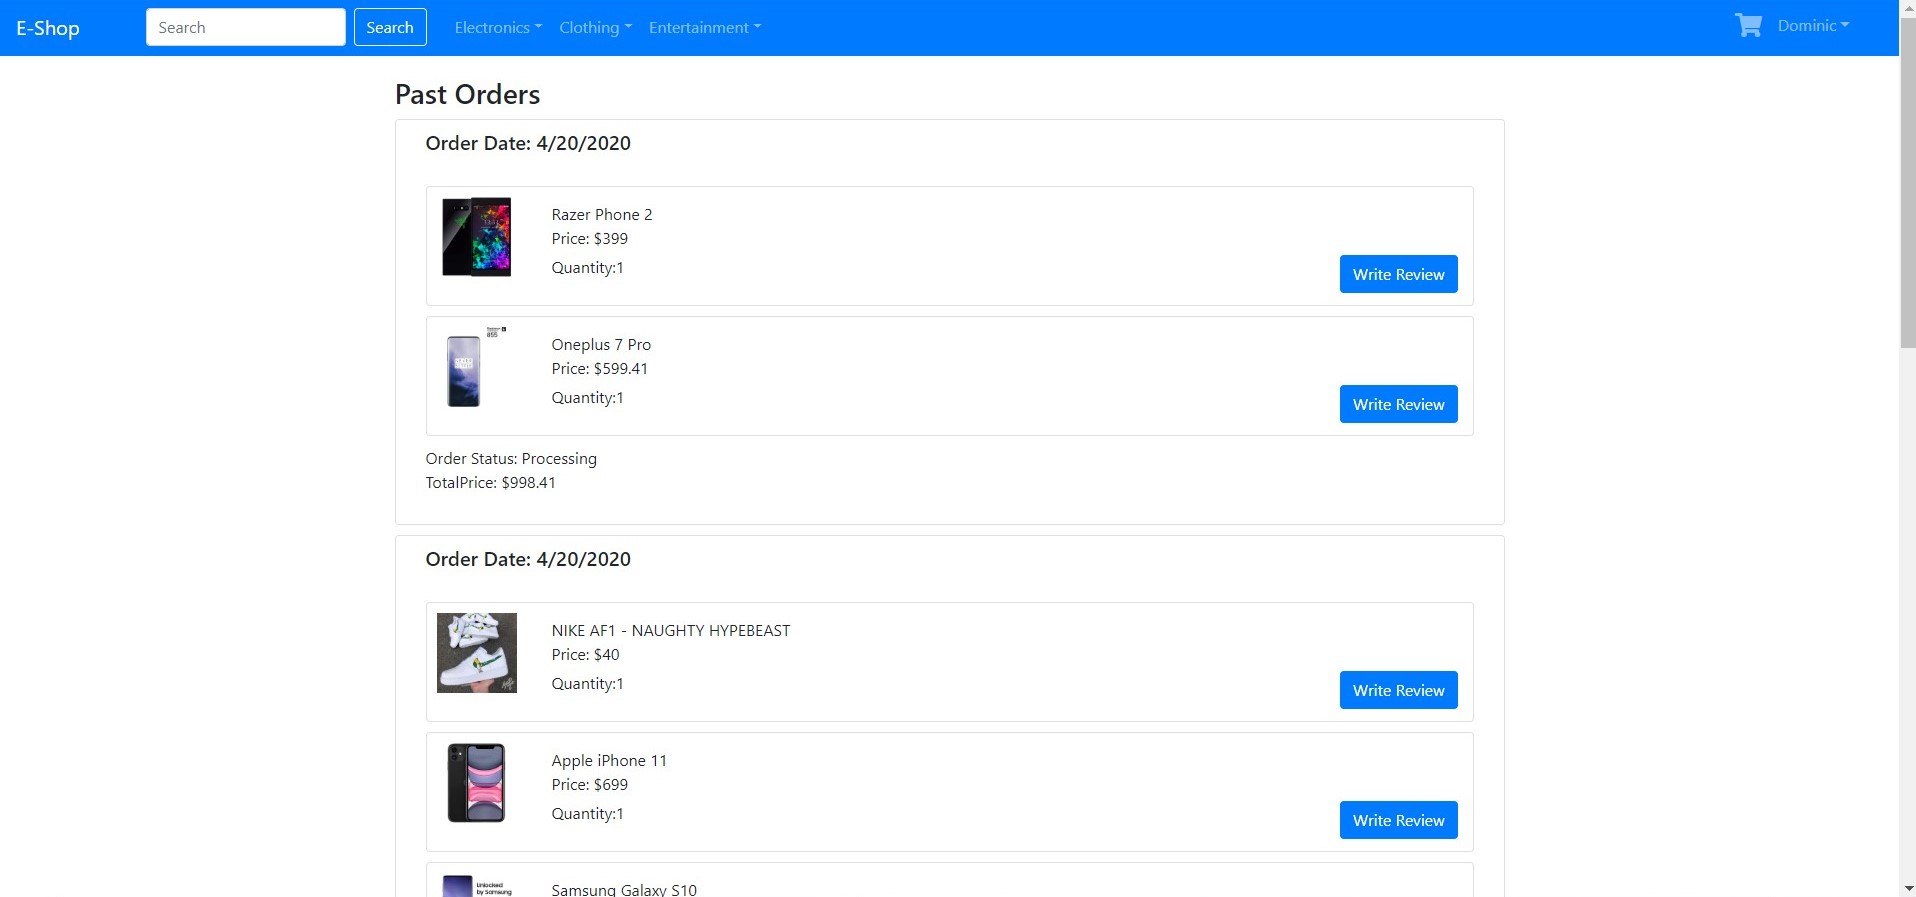 E-Shop
Search
Search
Electronics
Clothing
Entertainment
Dominic
Past Orders
Order Date: 4/20/2020
Razer Phone 2
Price: $399
Quantity:1
Write Review
Oneplus 7 Pro
Price: $599.41
Quantity:1
Write Review
Order Status: Processing
TotalPrice: $998.41
Order Date: 4/20/2020
NIKE AF1 - NAUGHTY HYPEBEAST
Price: $40
Quantity:1
Write Review
Apple iPhone 11
Price: $699
Quantity:1
Write Review
Unlocked
by Samsung
Samsung Galaxy S10